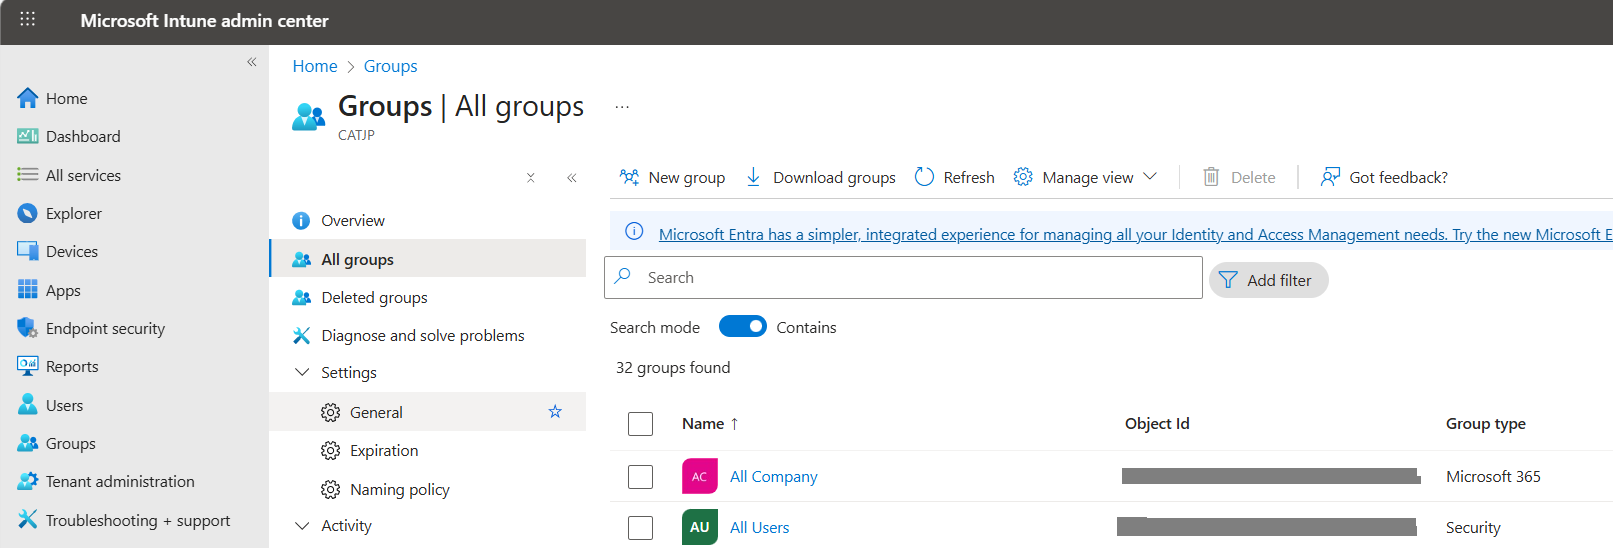 Microsoft Intune admin center
Home
Dashboard
All services
Explorer
Devices
Apps
Endpoint security
Reports
Users
Groups
Tenant administration
Troubleshooting + support
Home > Groups
Groups | All groups ...
CATJP
Overview
All groups
Deleted groups
Diagnose and solve problems
Settings
General
Expiration
Naming policy
Activity
New group Download groups Refresh Manage view Delete Got feedback?
Microsoft Entra has a simpler, integrated experience for managing all your Identity and Access Management needs. Try the new Microsoft E
Search Add filter
Search mode Contains
32 groups found
Name ↑ Object Id Group type
AC All Company Microsoft 365
AU All Users Security